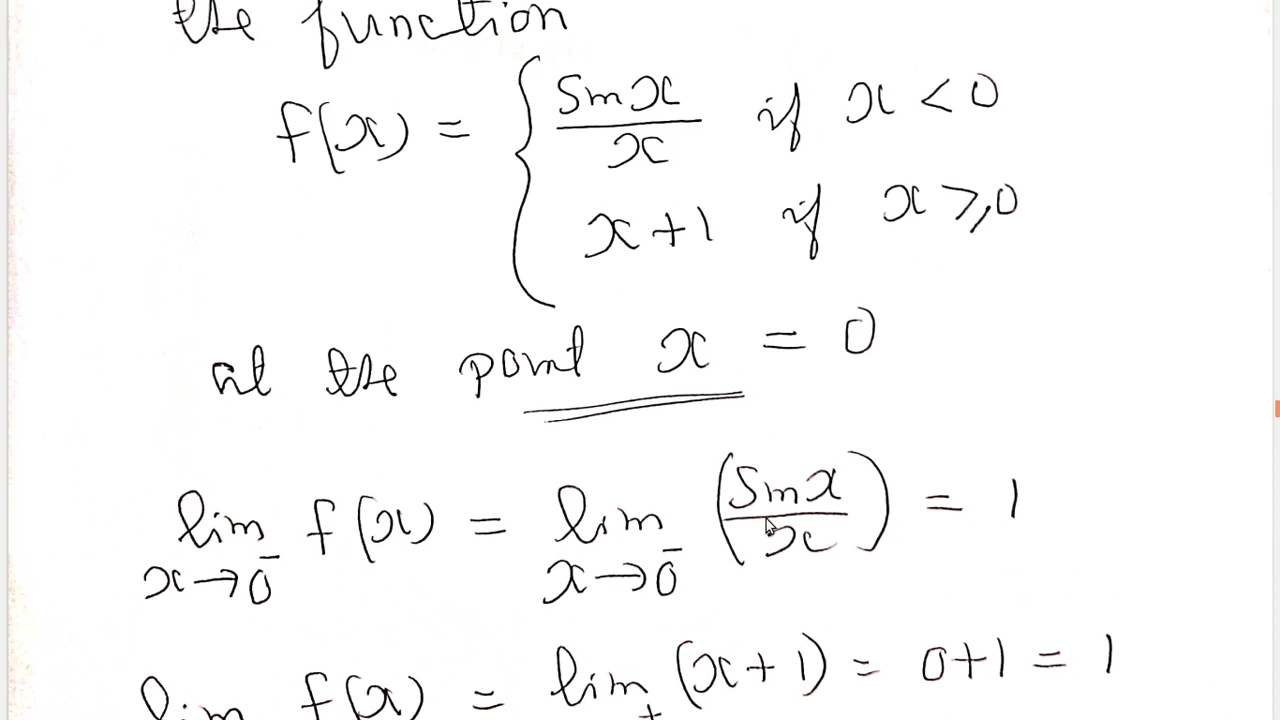 the function
f(x) = { sin x / x if x < 0
x + 1 if x ≥ 0
at the point x = 0
lim x→0⁻ f(x) = lim x→0⁻ (sin x / x) = 1
lim f(x) = lim + (x + 1) = 0 + 1 = 1